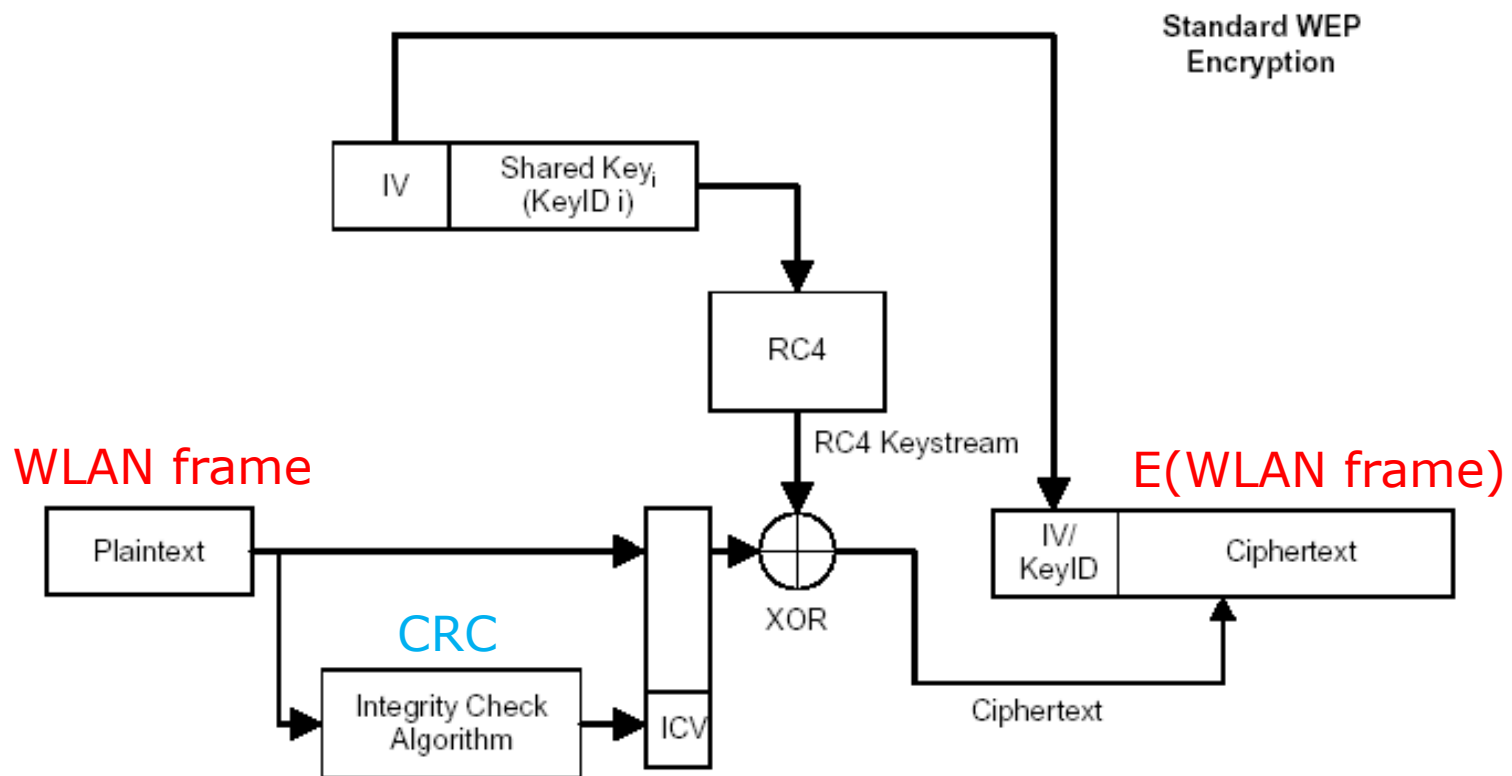 Standard WEP
Encryption
IV
Shared Keyi
(KeyID i)
RC4
RC4 Keystream
WLAN frame
E(WLAN frame)
Plaintext
IV/
KeyID
Ciphertext
XOR
CRC
Integrity Check
Algorithm
ICV
Ciphertext